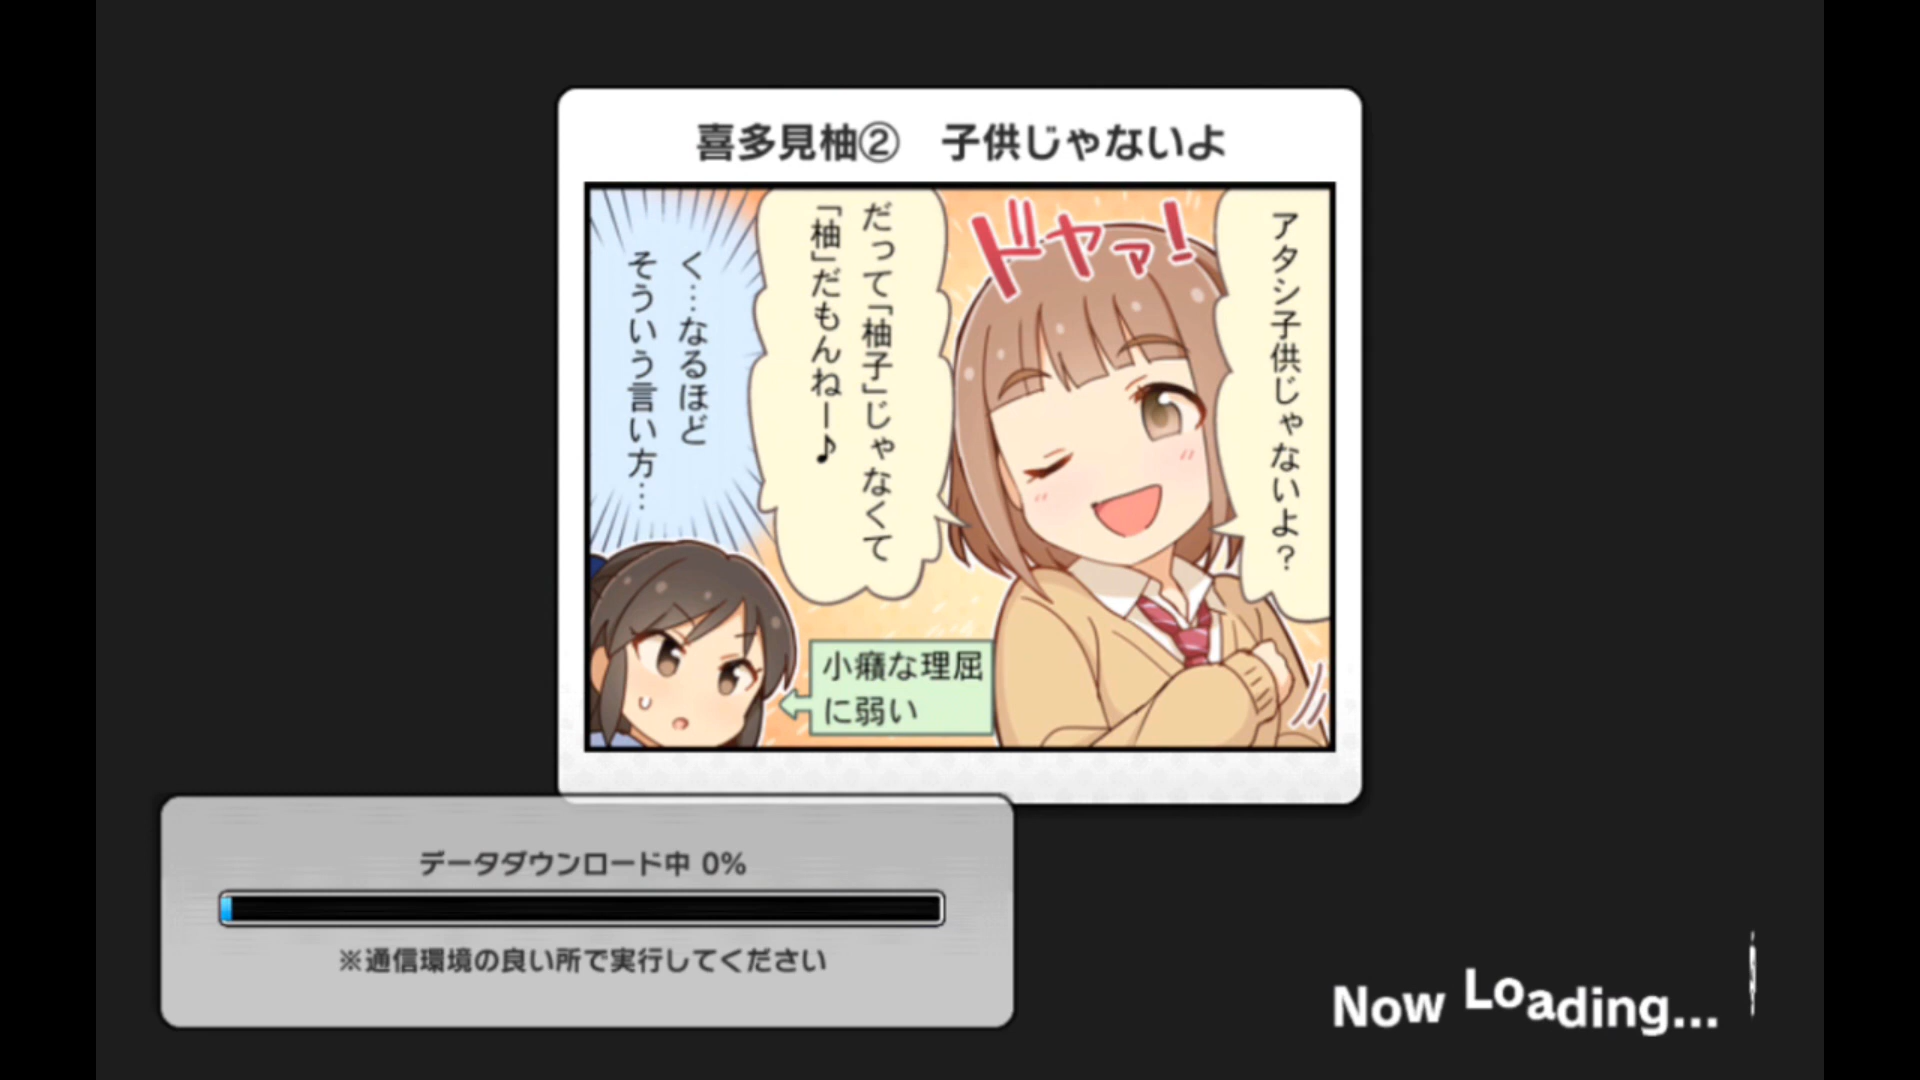 喜多見柚② 子供じゃないよ
アタシ子供じゃないよ？
ドヤァ！
だって「柚子」じゃなくて
「柚」だもんねー♪
く…なるほど
そういう言い方…
小癪な理屈
に弱い
データダウンロード中 0%
※通信環境の良い所で実行してください
Now Loading...